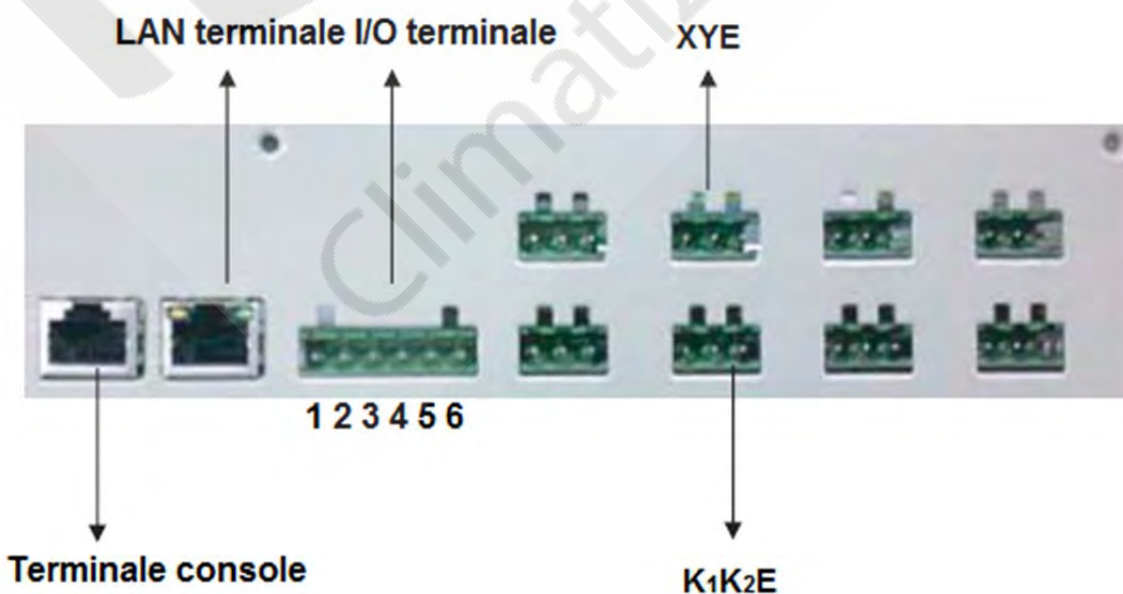 LAN terminale I/O terminale
XYE
1 2 3 4 5 6
Terminale console
K1K2E